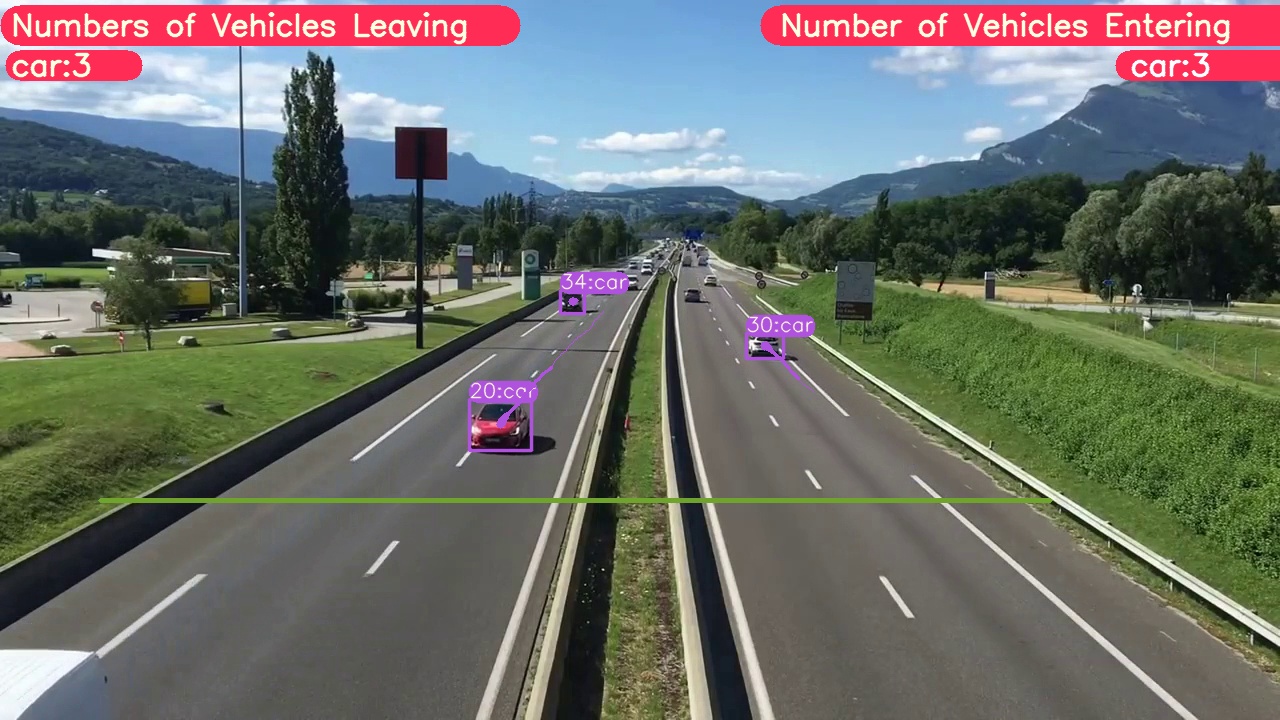 Numbers of Vehicles Leaving
Number of Vehicles Entering
car:3
car:3
34:car
30:car
20:car